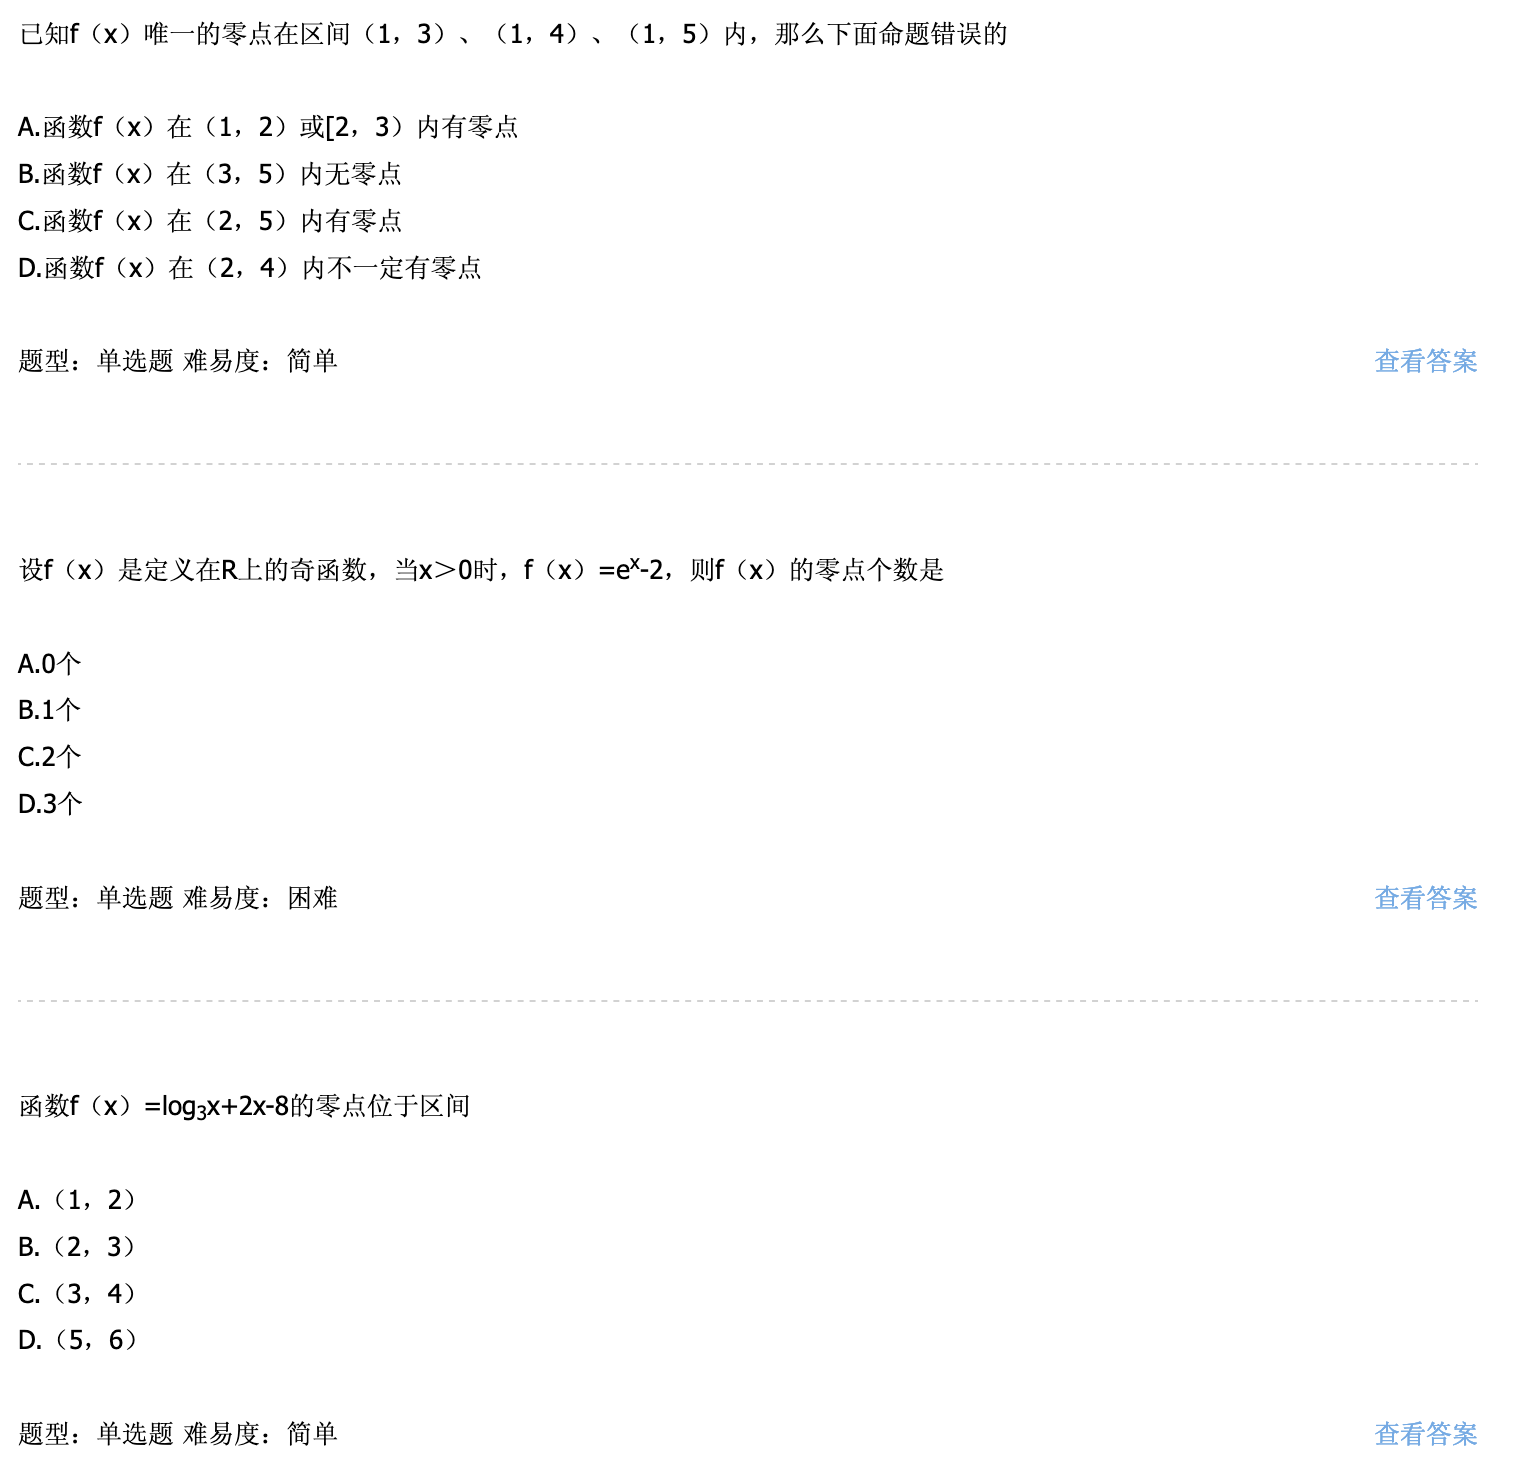 已知f（x）唯一的零点在区间（1，3）、（1，4）、（1，5）内，那么下面命题错误的
A.函数f（x）在（1，2）或[2，3）内有零点
B.函数f（x）在（3，5）内无零点
C.函数f（x）在（2，5）内有零点
D.函数f（x）在（2，4）内不一定有零点
题型：单选题 难易度：简单 查看答案
设f（x）是定义在R上的奇函数，当x＞0时，f（x）=eˣ-2，则f（x）的零点个数是
A.0个
B.1个
C.2个
D.3个
题型：单选题 难易度：困难 查看答案
函数f（x）=log₃x+2x-8的零点位于区间
A.（1，2）
B.（2，3）
C.（3，4）
D.（5，6）
题型：单选题 难易度：简单 查看答案